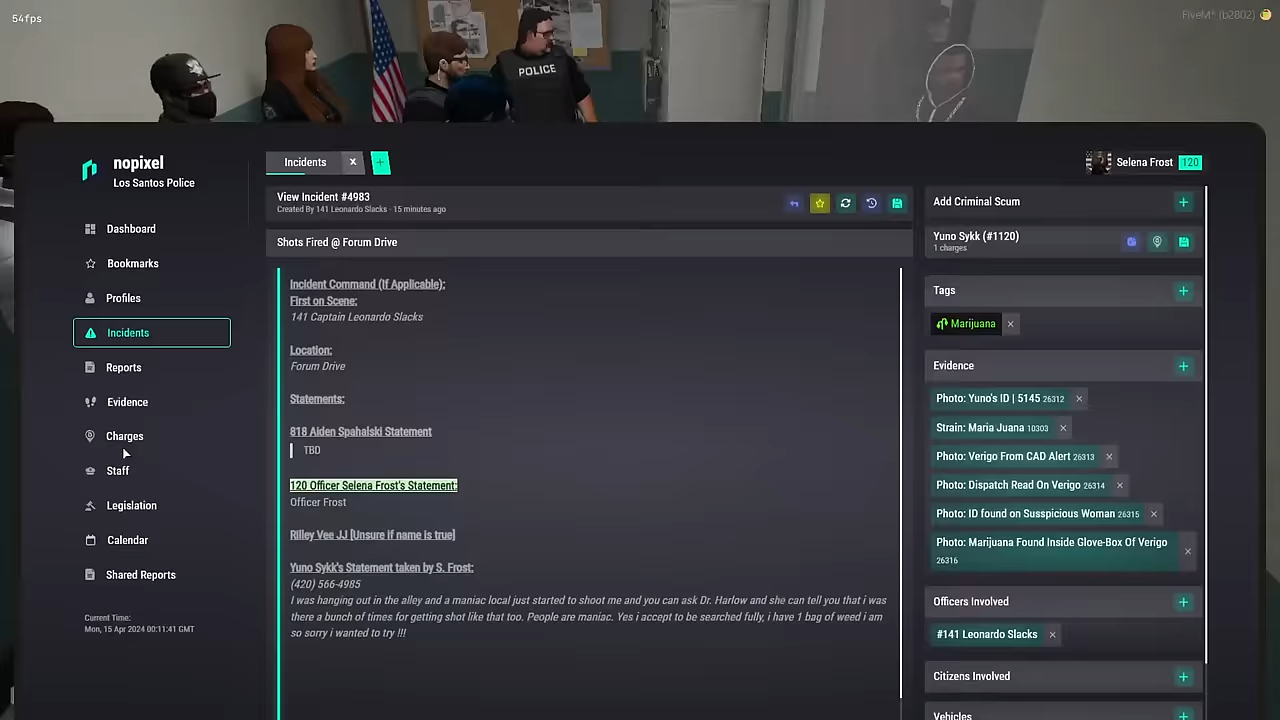 54fps
FiveM® (b2802)
POLICE
nopixel
Los Santos Police
Dashboard
Bookmarks
Profiles
Incidents
Reports
Evidence
Charges
Staff
Legislation
Calendar
Shared Reports
Current Time:
Mon, 15 Apr 2024 00:11:41 GMT
Incidents x +
Selena Frost 120
View Incident #4983
Created By 141 Leonardo Slacks - 15 minutes ago
Shots Fired @ Forum Drive
Incident Command (If Applicable):
First on Scene:
141 Captain Leonardo Slacks
Location:
Forum Drive
Statements:
818 Aiden Spahalski Statement
TBD
120 Officer Selena Frost's Statement:
Officer Frost
Rilley Vee JJ [Unsure if name is true]
Yuno Sykk's Statement taken by S. Frost:
(420) 566-4985
I was hanging out in the alley and a maniac local just started to shoot me and you can ask Dr. Harlow and she can tell you that i was
there a bunch of times for getting shot like that too. People are maniac. Yes i accept to be searched fully, i have 1 bag of weed i am
so sorry i wanted to try !!!
Add Criminal Scum +
Yuno Sykk (#1120)
1 charges
Tags +
Marijuana x
Evidence +
Photo: Yuno's ID | 5145 26312 x
Strain: Maria Juana 10303 x
Photo: Verigo From CAD Alert 26313 x
Photo: Dispatch Read On Verigo 26314 x
Photo: ID found on Susspicious Woman 26315 x
Photo: Marijuana Found Inside Glove-Box Of Verigo
26316 x
Officers Involved +
#141 Leonardo Slacks x
Citizens Involved +
Vehicles +